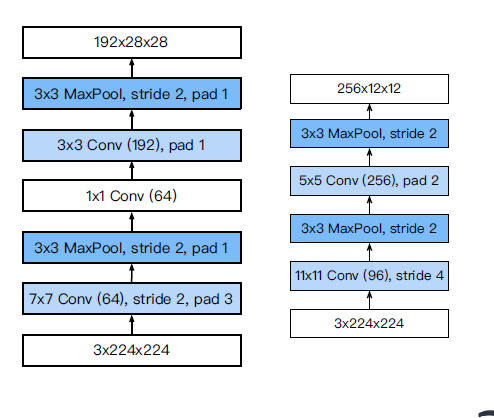 192x28x28
3x3 MaxPool, stride 2, pad 1
3x3 Conv (192), pad 1
1x1 Conv (64)
3x3 MaxPool, stride 2, pad 1
7x7 Conv (64), stride 2, pad 3
3x224x224
256x12x12
3x3 MaxPool, stride 2
5x5 Conv (256), pad 2
3x3 MaxPool, stride 2
11x11 Conv (96), stride 4
3x224x224